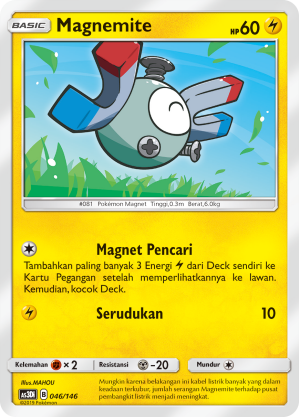 BASIC Magnemite HP60
#081 Pokémon Magnet Tinggi,0.3m Berat,6.0kg
Magnet Pencari
Tambahkan paling banyak 3 Energi dari Deck sendiri ke
Kartu Pegangan setelah memperlihatkannya ke lawan.
Kemudian, kocok Deck.
Serudukan 10
Kelemahan ×2 Resistansi -20 Mundur
Illus.MAHOU
AS3D B 046/146
©2019 Pokémon
Mungkin karena belakangan ini kabel listrik banyak yang dalam
keadaan terkubur, jumlah serangan Magnemite terhadap pusat
pembangkit listrik menjadi meningkat.